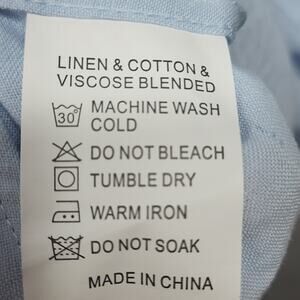 LINEN & COTTON &
VISCOSE BLENDED
30° MACHINE WASH
COLD
DO NOT BLEACH
TUMBLE DRY
WARM IRON
DO NOT SOAK
MADE IN CHINA